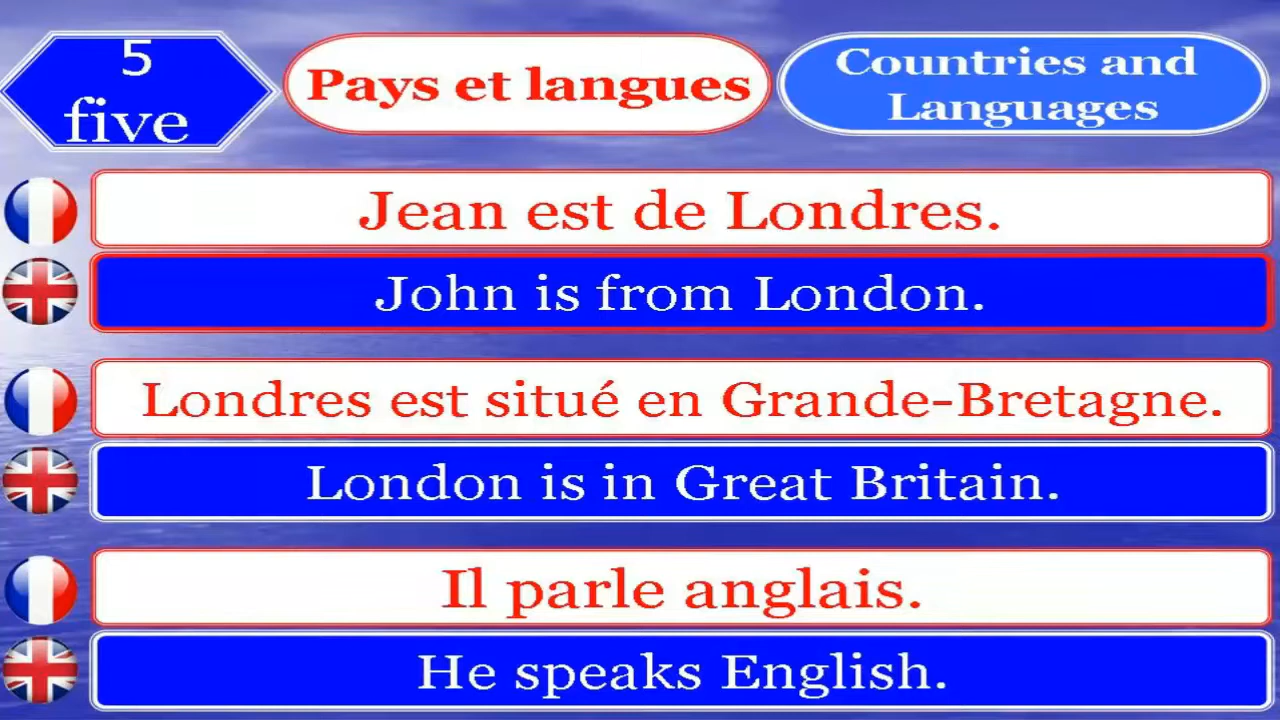 5
five
Pays et langues
Countries and
Languages
Jean est de Londres.
John is from London.
Londres est situé en Grande-Bretagne.
London is in Great Britain.
Il parle anglais.
He speaks English.